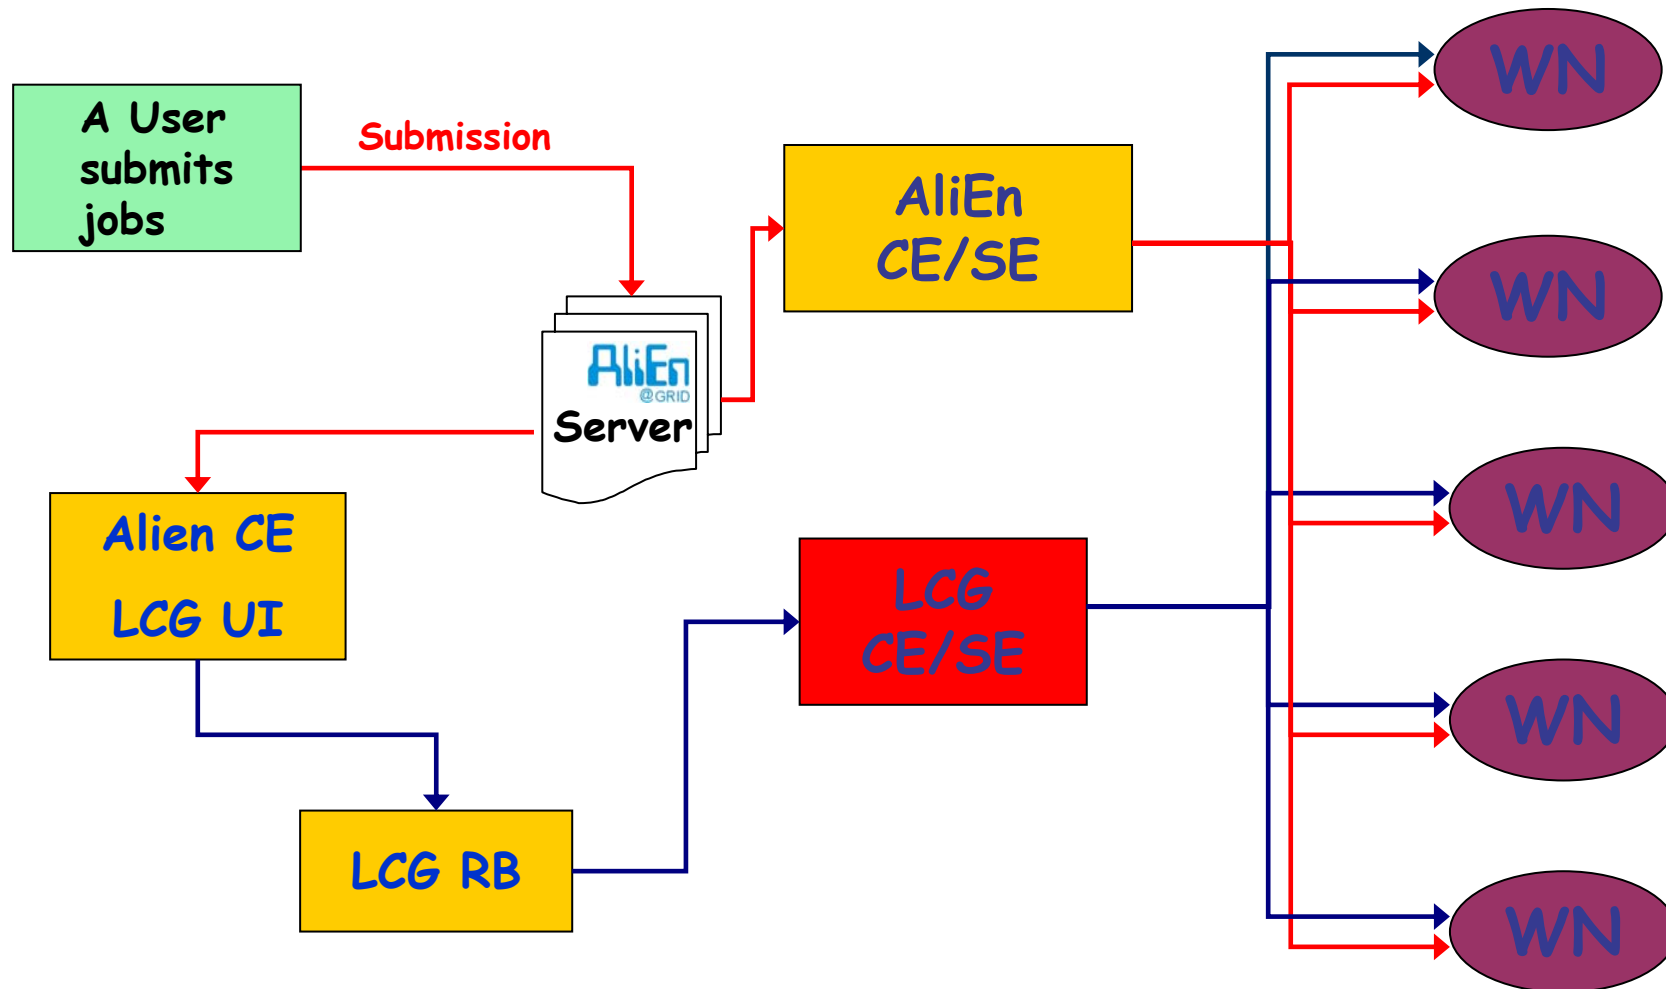 A User
submits
jobs
Submission
AliEn
CE/SE
AliEn
@GRID
Server
Alien CE
LCG UI
LCG RB
LCG
CE/SE
WN
WN
WN
WN
WN